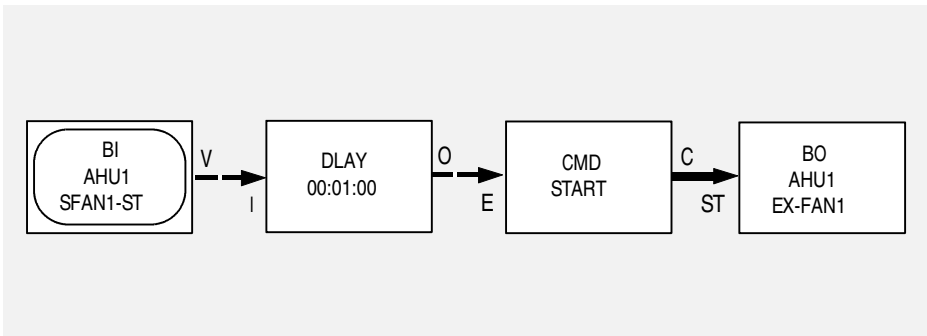 BI
AHU1
SFAN1-ST
V
I
DLAY
00:01:00
O
E
CMD
START
C
ST
BO
AHU1
EX-FAN1